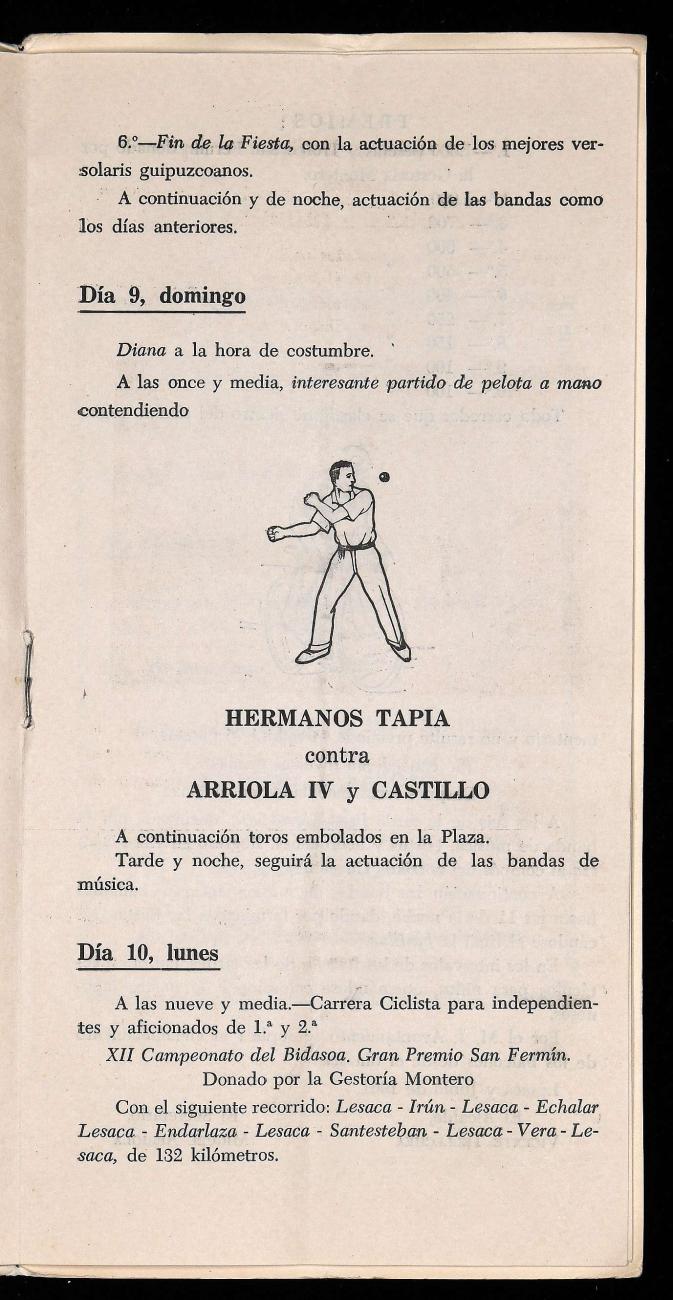 6.º—Fin de la Fiesta, con la actuación de los mejores ver-
solaris guipuzcoanos.
A continuación y de noche, actuación de las bandas como
los días anteriores.
Día 9, domingo
Diana a la hora de costumbre.
A las once y media, interesante partido de pelota a mano
contendiendo
HERMANOS TAPIA
contra
ARRIOLA IV y CASTILLO
A continuación toros embolados en la Plaza.
Tarde y noche, seguirá la actuación de las bandas de
música.
Día 10, lunes
A las nueve y media.—Carrera Ciclista para independien-
tes y aficionados de 1.ª y 2.ª
XII Campeonato del Bidasoa. Gran Premio San Fermín.
Donado por la Gestoría Montero
Con el siguiente recorrido: Lesaca - Irún - Lesaca - Echalar
Lesaca - Endarlaza - Lesaca - Santesteban - Lesaca - Vera - Le-
saca, de 132 kilómetros.